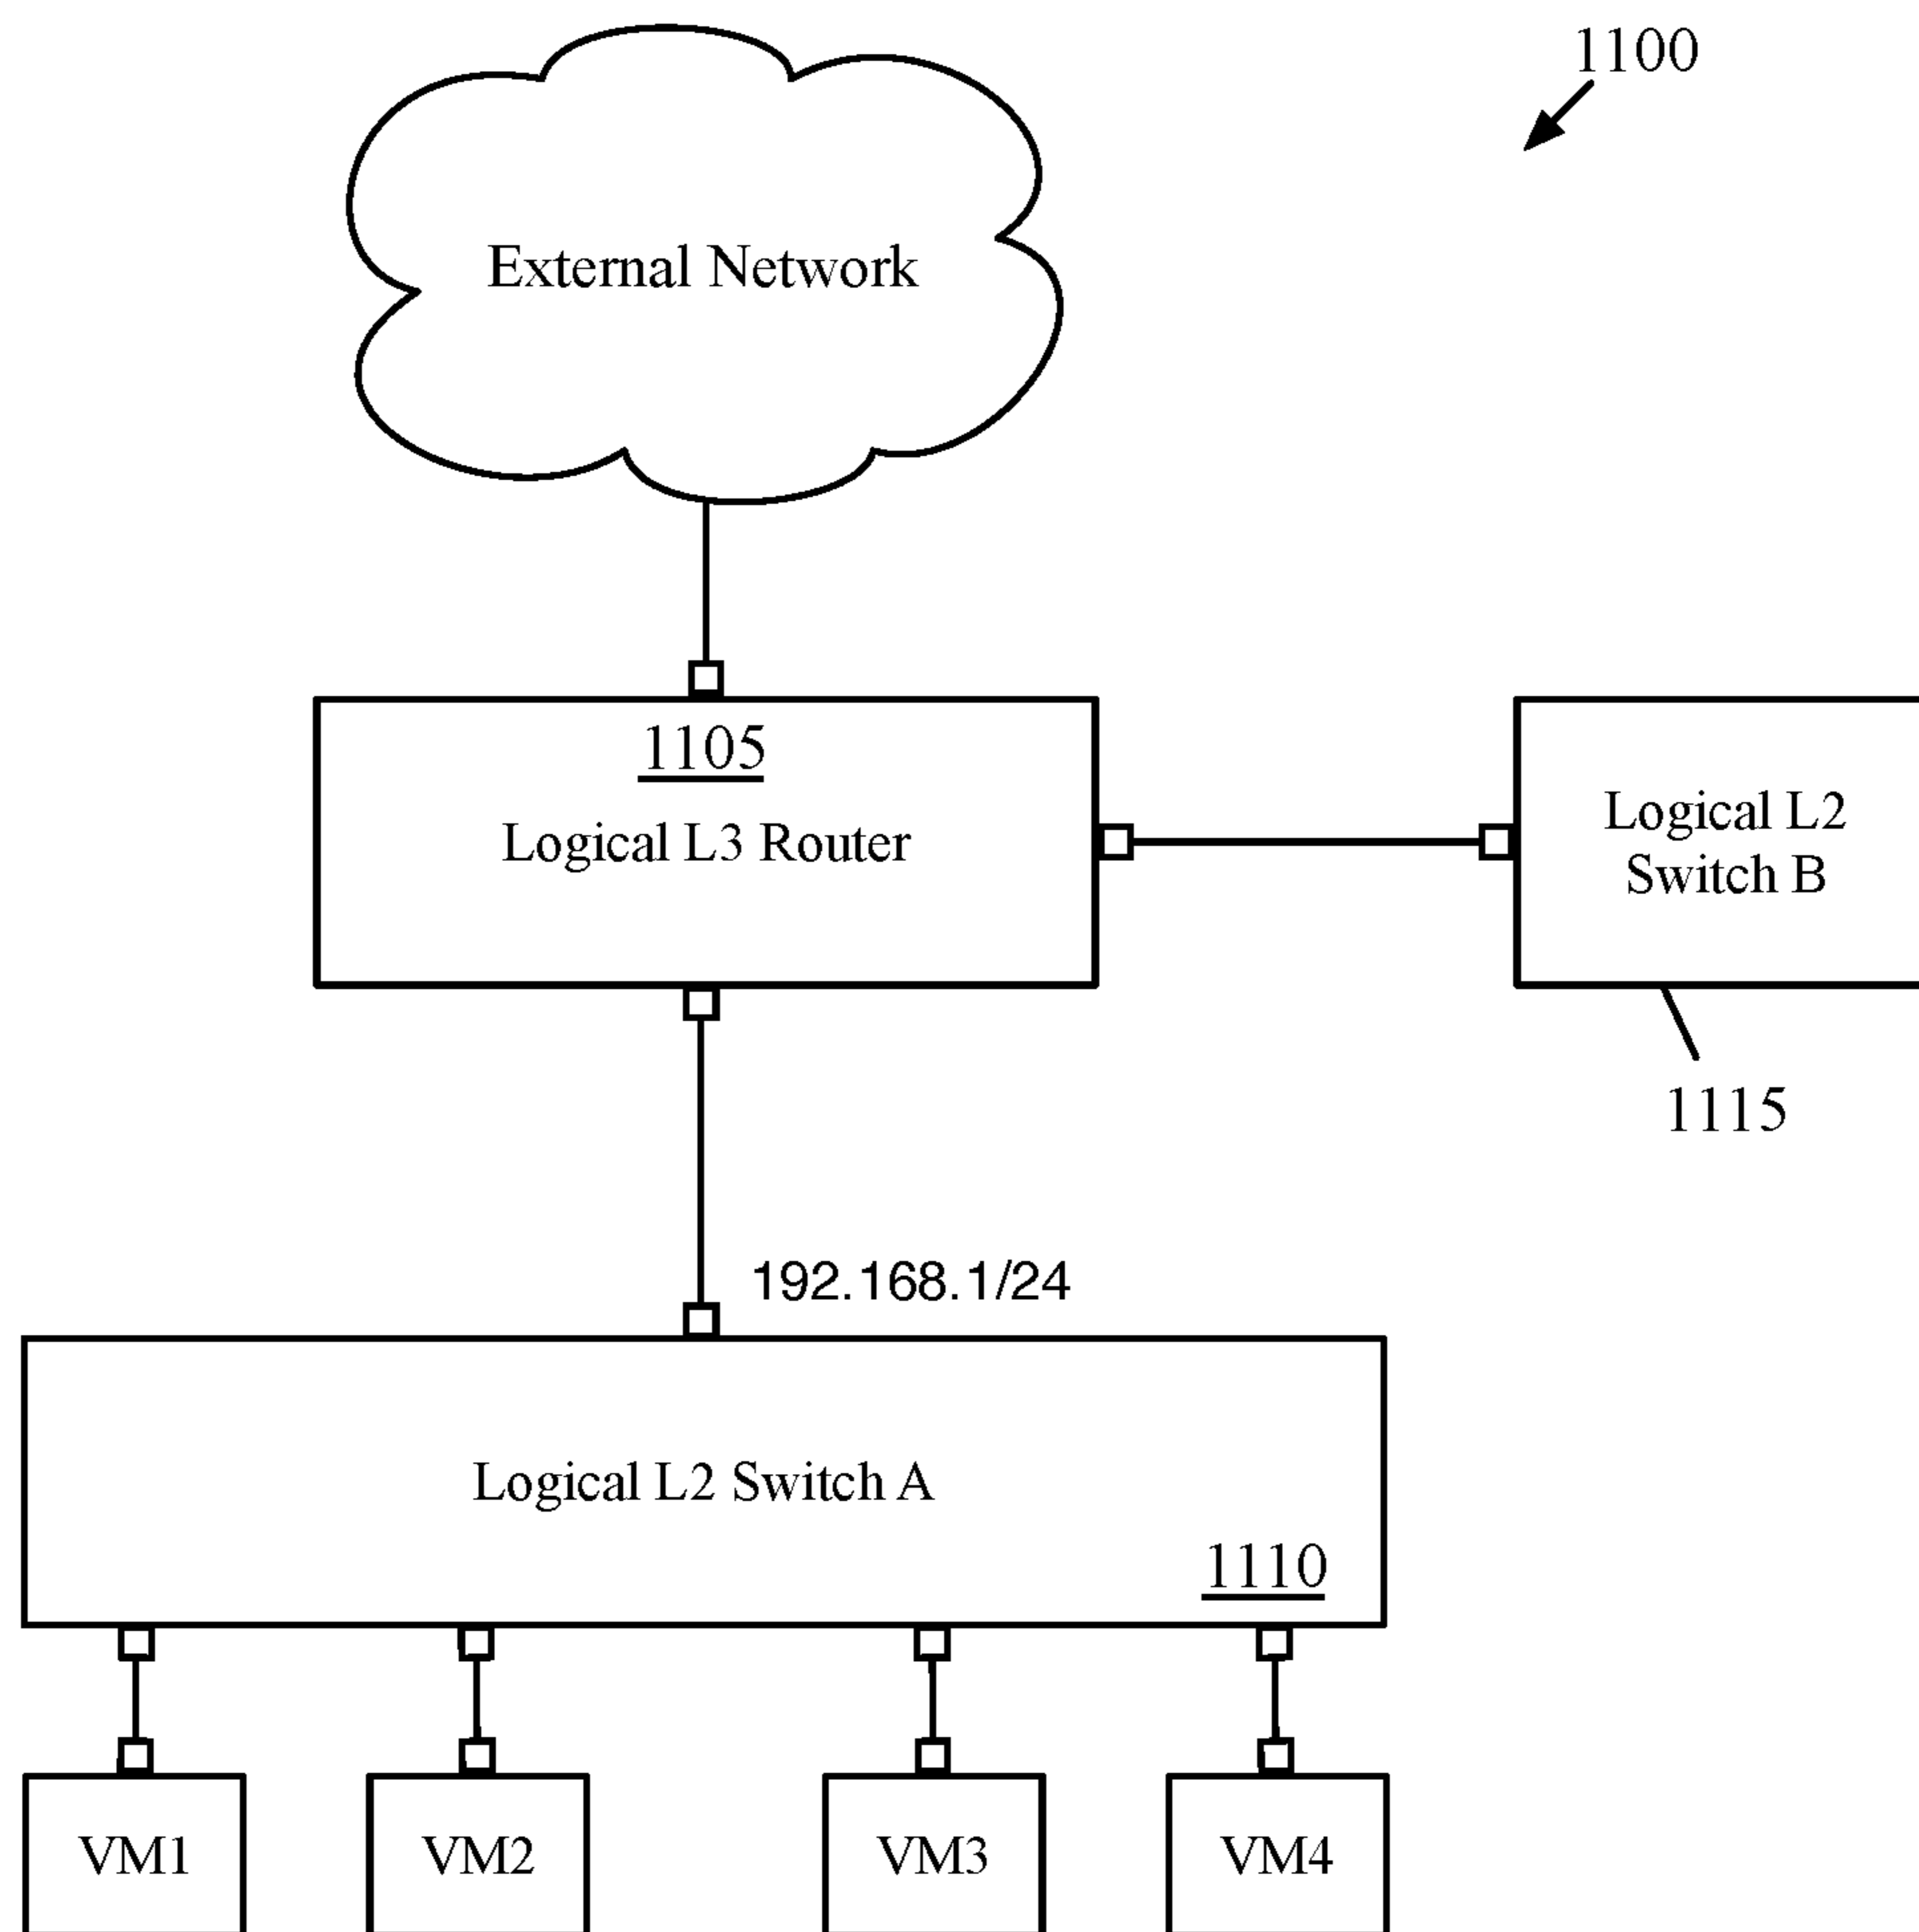 1100
External Network
1105
Logical L3 Router
Logical L2
Switch B
1115
192.168.1/24
Logical L2 Switch A
1110
VM1
VM2
VM3
VM4